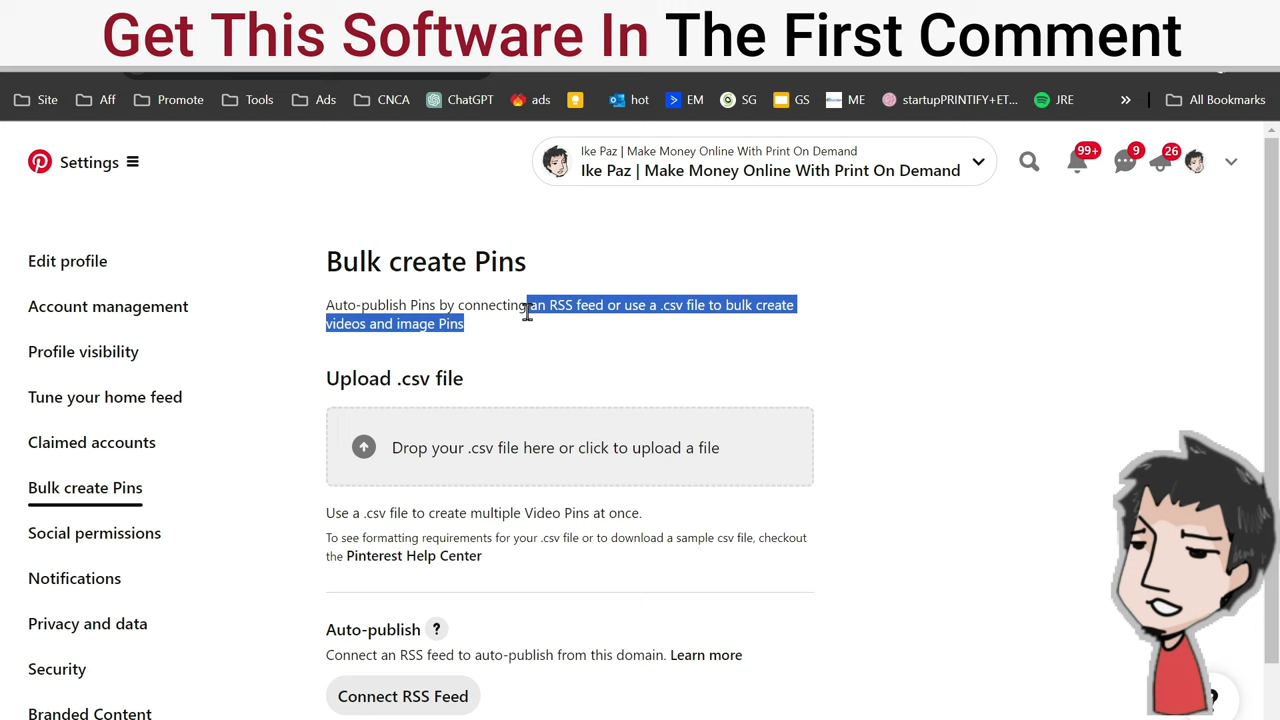 Get This Software In The First Comment
Site Aff Promote Tools Ads CNCA ChatGPT ads hot EM SG GS ME startupPRINTIFY+ET... JRE » All Bookmarks
Settings
Ike Paz | Make Money Online With Print On Demand
Ike Paz | Make Money Online With Print On Demand
99+ 9 26
Edit profile
Account management
Profile visibility
Tune your home feed
Claimed accounts
Bulk create Pins
Social permissions
Notifications
Privacy and data
Security
Branded Content
Bulk create Pins
Auto-publish Pins by connecting an RSS feed or use a .csv file to bulk create
videos and image Pins
Upload .csv file
Drop your .csv file here or click to upload a file
Use a .csv file to create multiple Video Pins at once.
To see formatting requirements for your .csv file or to download a sample csv file, checkout
the Pinterest Help Center
Auto-publish ?
Connect an RSS feed to auto-publish from this domain. Learn more
Connect RSS Feed
?